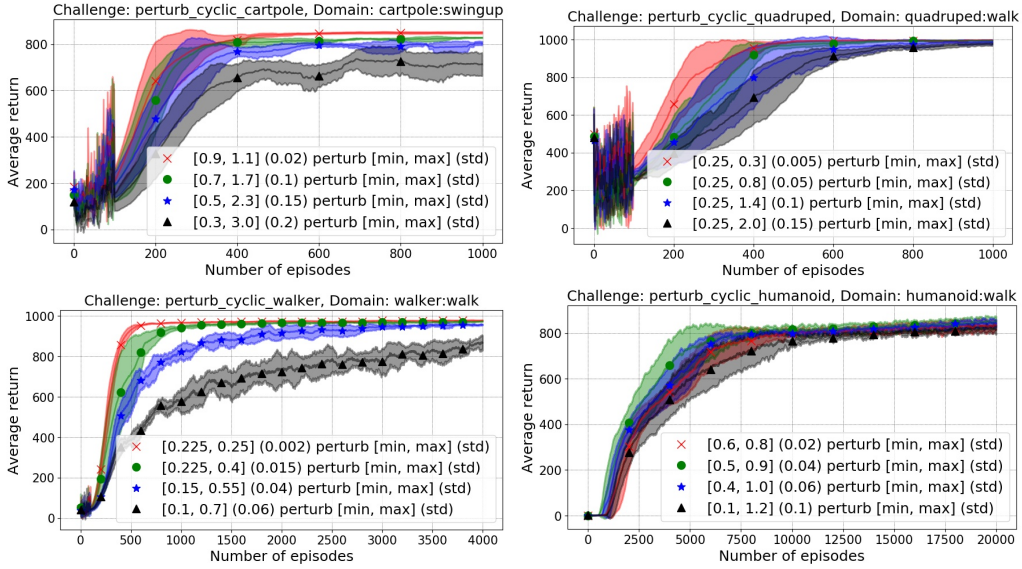 Challenge: perturb_cyclic_cartpole, Domain: cartpole:swingup
800
600
400
200
0
Average return
[0.9, 1.1] (0.02) perturb [min, max] (std)
[0.7, 1.7] (0.1) perturb [min, max] (std)
[0.5, 2.3] (0.15) perturb [min, max] (std)
[0.3, 3.0] (0.2) perturb [min, max] (std)
0 200 400 600 800 1000
Number of episodes
Challenge: perturb_cyclic_quadruped, Domain: quadruped:walk
1000
800
600
400
200
0
Average return
[0.25, 0.3] (0.005) perturb [min, max] (std)
[0.25, 0.8] (0.05) perturb [min, max] (std)
[0.25, 1.4] (0.1) perturb [min, max] (std)
[0.25, 2.0] (0.15) perturb [min, max] (std)
0 200 400 600 800 1000
Number of episodes
Challenge: perturb_cyclic_walker, Domain: walker:walk
1000
800
600
400
200
0
Average return
[0.225, 0.25] (0.002) perturb [min, max] (std)
[0.225, 0.4] (0.015) perturb [min, max] (std)
[0.15, 0.55] (0.04) perturb [min, max] (std)
[0.1, 0.7] (0.06) perturb [min, max] (std)
0 500 1000 1500 2000 2500 3000 3500 4000
Number of episodes
Challenge: perturb_cyclic_humanoid, Domain: humanoid:walk
800
600
400
200
0
Average return
[0.6, 0.8] (0.02) perturb [min, max] (std)
[0.5, 0.9] (0.04) perturb [min, max] (std)
[0.4, 1.0] (0.06) perturb [min, max] (std)
[0.1, 1.2] (0.1) perturb [min, max] (std)
0 2500 5000 7500 10000 12500 15000 17500 20000
Number of episodes